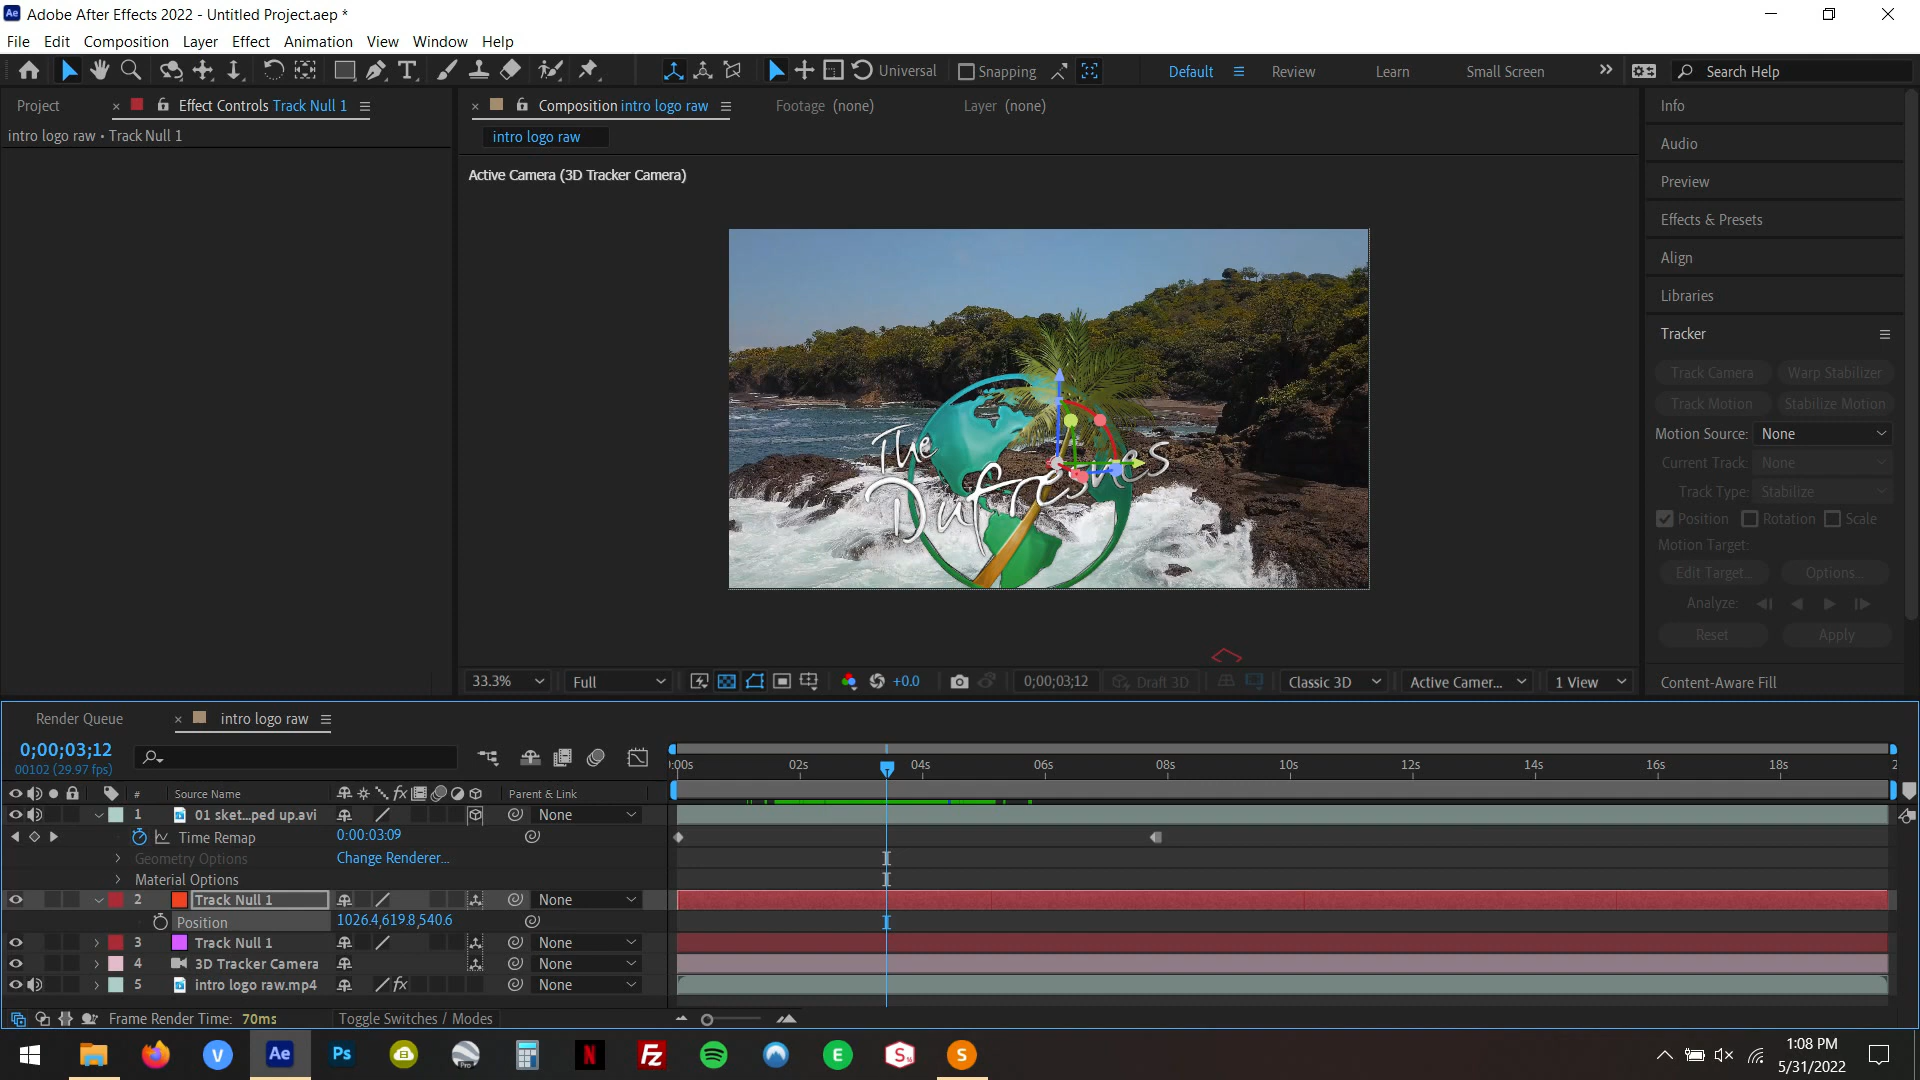 Ae Adobe After Effects 2022 - Untitled Project.aep *
File Edit Composition Layer Effect Animation View Window Help
Universal Snapping Default Review Learn Small Screen Search Help
Project Effect Controls Track Null 1 Composition intro logo raw Footage (none) Layer (none) Info
intro logo raw • Track Null 1 intro logo raw
Audio
Active Camera (3D Tracker Camera)
Preview
Effects & Presets
Align
Libraries
Tracker
Track Camera Warp Stabilizer
Track Motion Stabilize Motion
Motion Source: None
Current Track: None
Track Type: Stabilize
Position Rotation Scale
Motion Target:
Edit Target... Options...
Analyze:
Reset Apply
The
Dufresnes
33.3% Full +0.0 0;00;03;12 Draft 3D Classic 3D Active Camer... 1 View Content-Aware Fill
Render Queue intro logo raw
0;00;03;12
00102 (29.97 fps)
:00s 02s 04s 06s 08s 10s 12s 14s 16s 18s 2
# Source Name fx Parent & Link
1 01 sket...ped up.avi None
Time Remap 0:00:03:09
Geometry Options Change Renderer...
Material Options
2 Track Null 1 None
Position 1026.4,619.8,540.6
3 Track Null 1 None
4 3D Tracker Camera None
5 intro logo raw.mp4 fx None
Frame Render Time: 70ms Toggle Switches / Modes
V Ae Ps Pro N Fz E S S
1:08 PM
5/31/2022